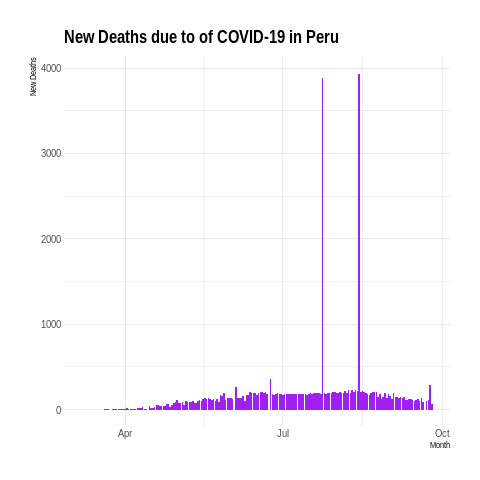 New Deaths due to of COVID-19 in Peru
New Deaths
4000
3000
2000
1000
0
Apr
Jul
Oct
Month